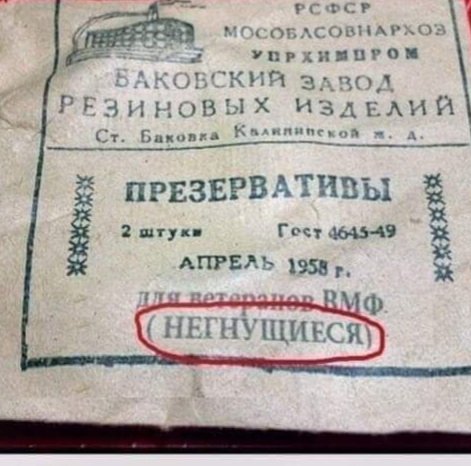 РСФСР
МОСОБЛСОВНАРХОЗ
УПРХИМПРОМ
БАКОВСКИЙ ЗАВОД
РЕЗИНОВЫХ ИЗДЕЛИЙ
Ст. Баковка Калининской ж. д.
ПРЕЗЕРВАТИВЫ
2 штуки Гост 4645-49
АПРЕЛЬ 1958 г.
для ветеранов ВМФ
(НЕГНУЩИЕСЯ)